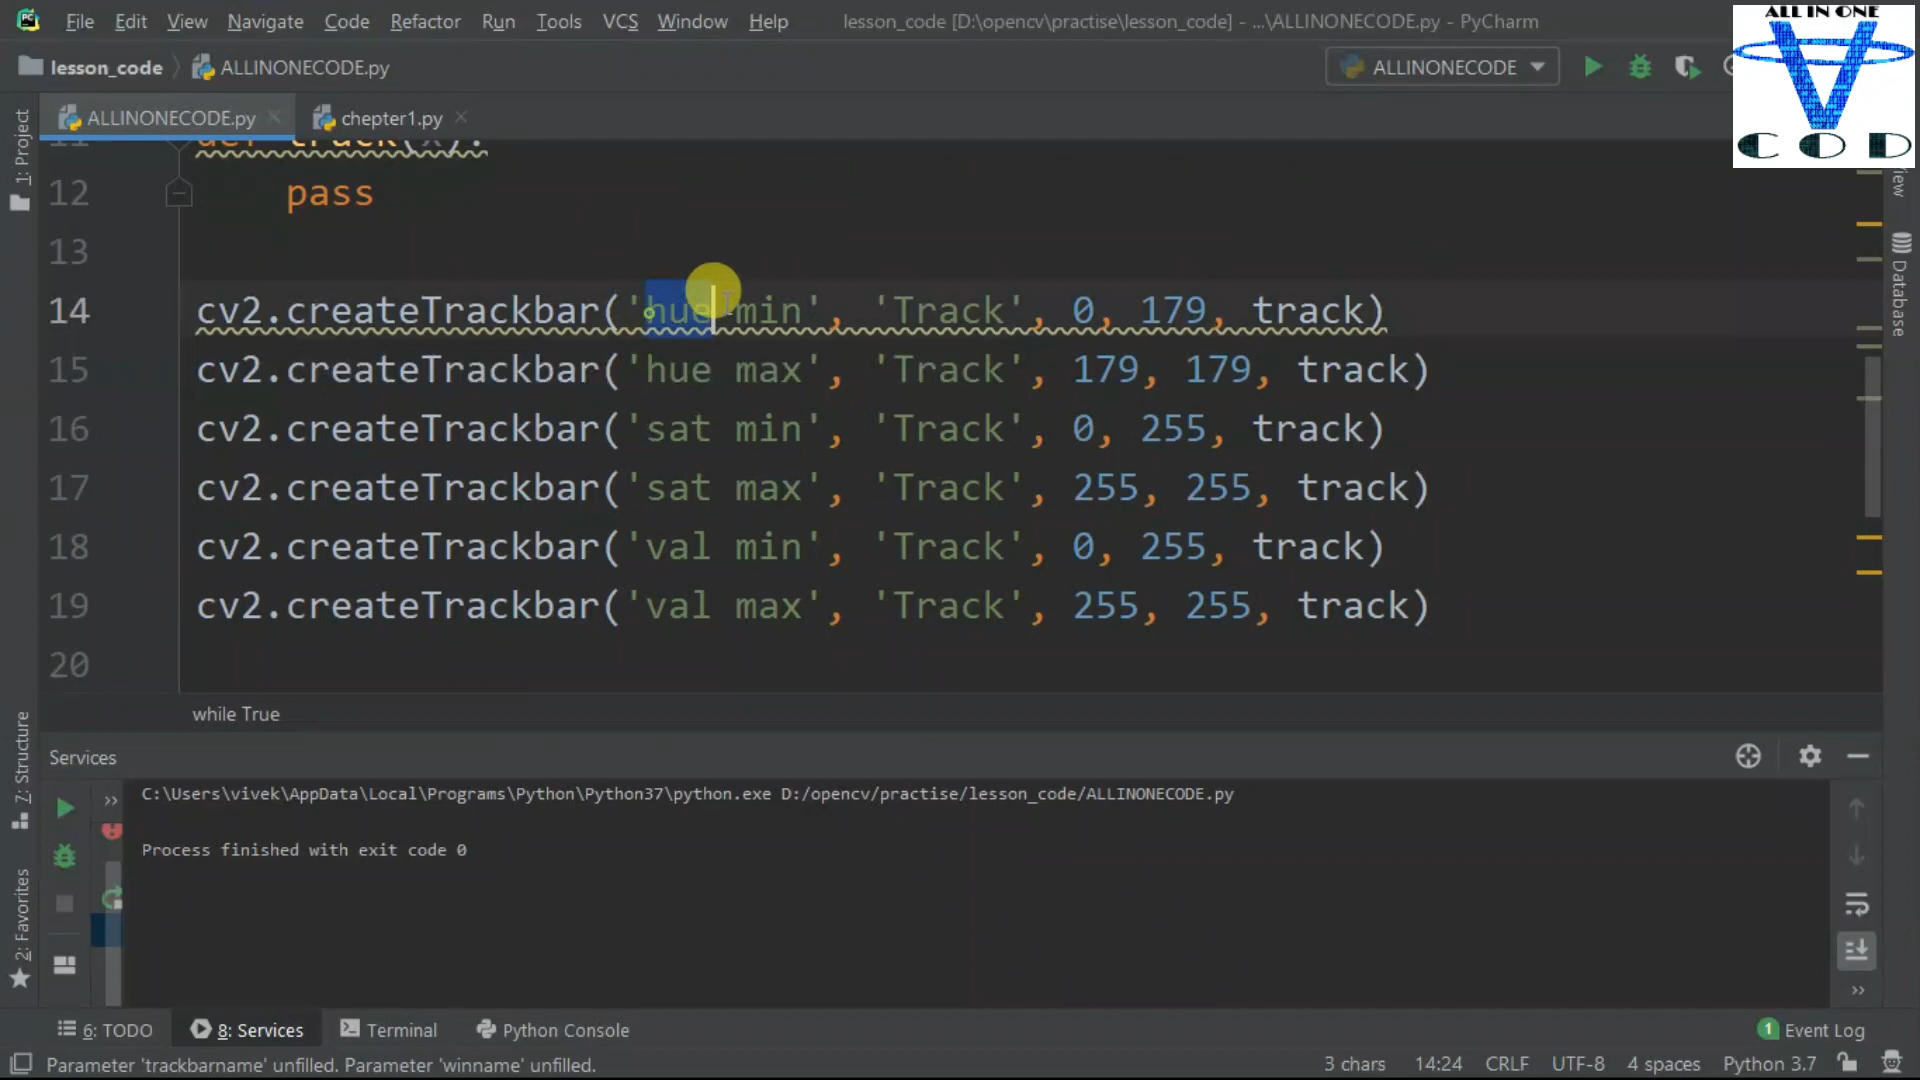 File Edit View Navigate Code Refactor Run Tools VCS Window Help lesson_code [D:\opencv\practise\lesson_code] - ...\ALLINONECODE.py - PyCharm
ALL IN ONE
C O D
lesson_code ALLINONECODE.py ALLINONECODE
ALLINONECODE.py chepter1.py
1: Project
def track(x):
12 pass
13
14 cv2.createTrackbar('hue min', 'Track', 0, 179, track)
15 cv2.createTrackbar('hue max', 'Track', 179, 179, track)
16 cv2.createTrackbar('sat min', 'Track', 0, 255, track)
17 cv2.createTrackbar('sat max', 'Track', 255, 255, track)
18 cv2.createTrackbar('val min', 'Track', 0, 255, track)
19 cv2.createTrackbar('val max', 'Track', 255, 255, track)
20
Database
while True
7: Structure
2: Favorites
Services
C:\Users\vivek\AppData\Local\Programs\Python\Python37\python.exe D:/opencv/practise/lesson_code/ALLINONECODE.py
Process finished with exit code 0
6: TODO 8: Services Terminal Python Console 1 Event Log
Parameter 'trackbarname' unfilled. Parameter 'winname' unfilled. 3 chars 14:24 CRLF UTF-8 4 spaces Python 3.7